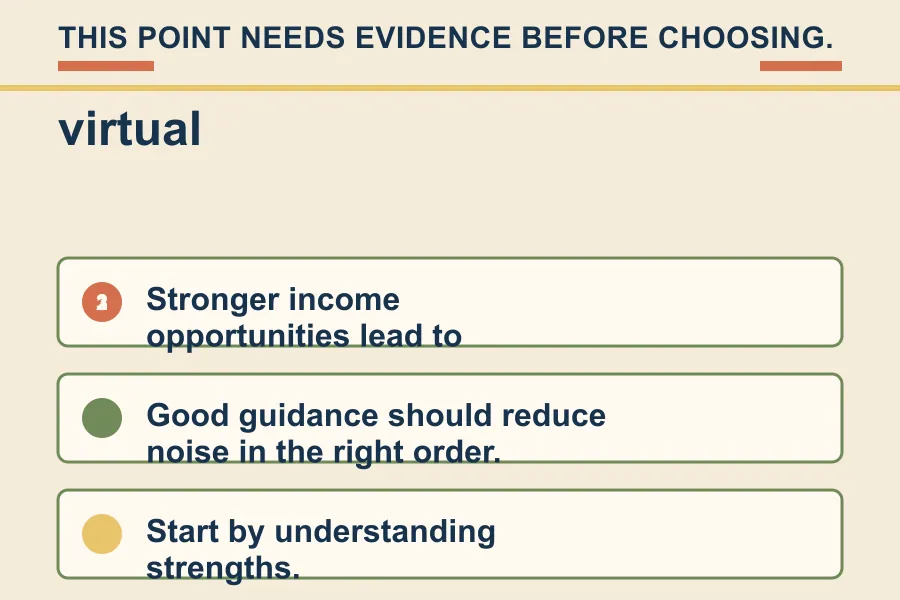 THIS POINT NEEDS EVIDENCE BEFORE CHOOSING.
virtual
Stronger income
opportunities lead to
Good guidance should reduce
noise in the right order.
Start by understanding
strengths.